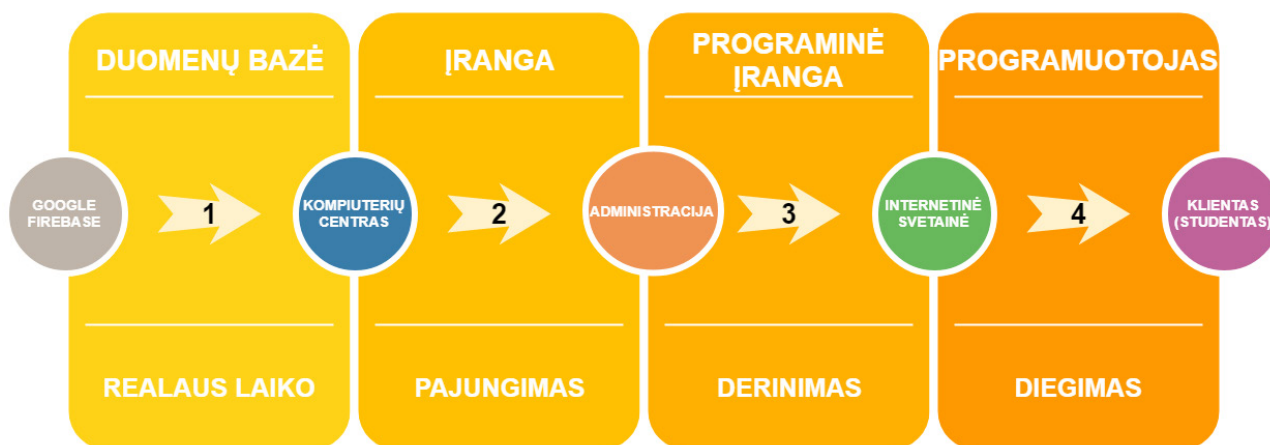 DUOMENŲ BAZĖ
ĮRANGA
PROGRAMINĖ
ĮRANGA
PROGRAMUOTOJAS
GOOGLE
FIREBASE
1
KOMPIUTERIŲ
CENTRAS
2
ADMINISTRACIJA
3
INTERNETINĖ
SVETAINĖ
4
KLIENTAS
(STUDENTAS)
REALAUS LAIKO
PAJUNGIMAS
DERINIMAS
DIEGIMAS